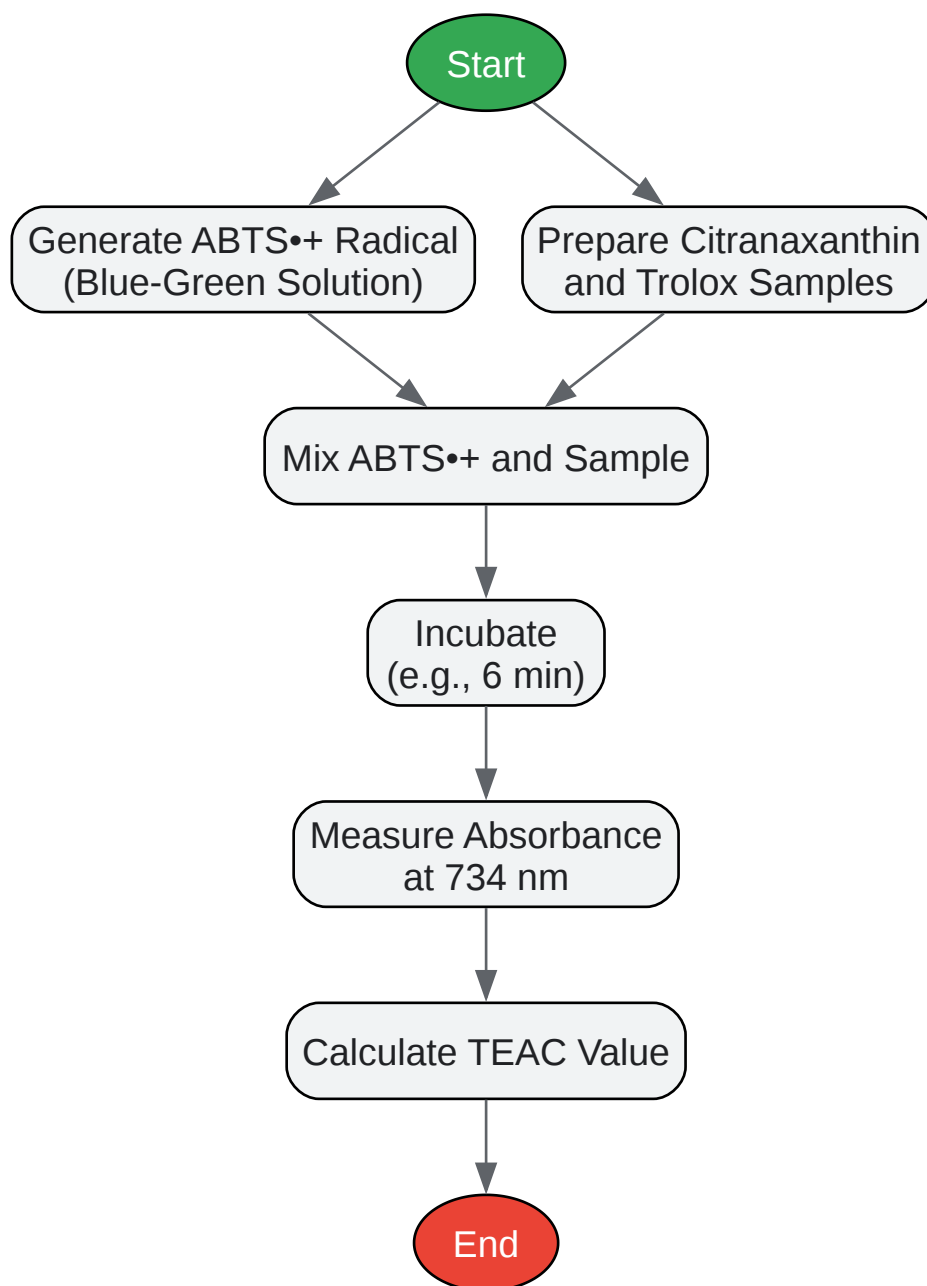 Start
Generate ABTS•+ Radical
(Blue-Green Solution)
Prepare Citranaxanthin
and Trolox Samples
Mix ABTS•+ and Sample
Incubate
(e.g., 6 min)
Measure Absorbance
at 734 nm
Calculate TEAC Value
End